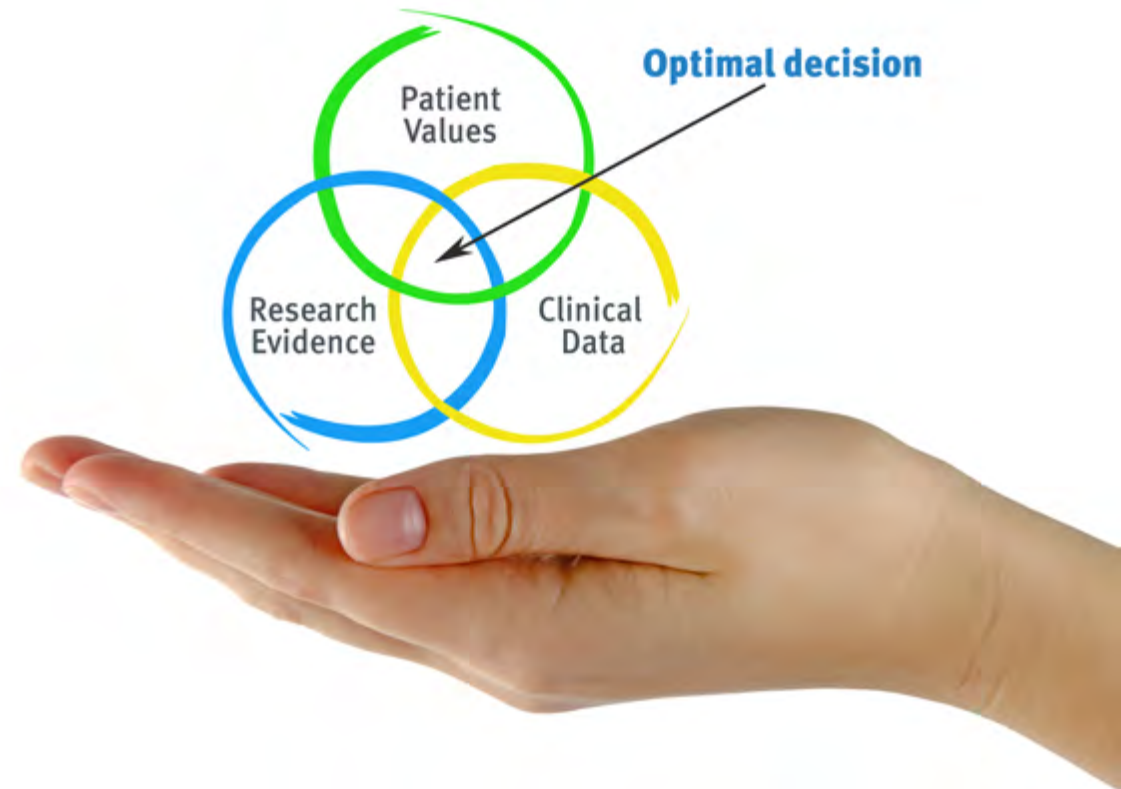 Optimal decision
Patient
Values
Research
Evidence
Clinical
Data